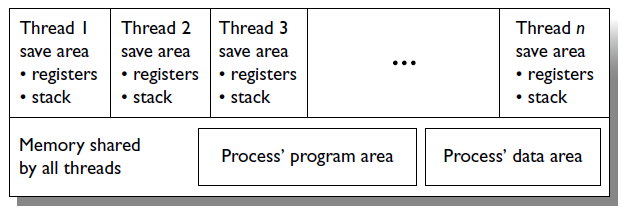 Thread 1
save area
• registers
• stack
Thread 2
save area
• registers
• stack
Thread 3
save area
• registers
• stack
...
Thread n
save area
• registers
• stack
Memory shared
by all threads
Process’ program area
Process’ data area